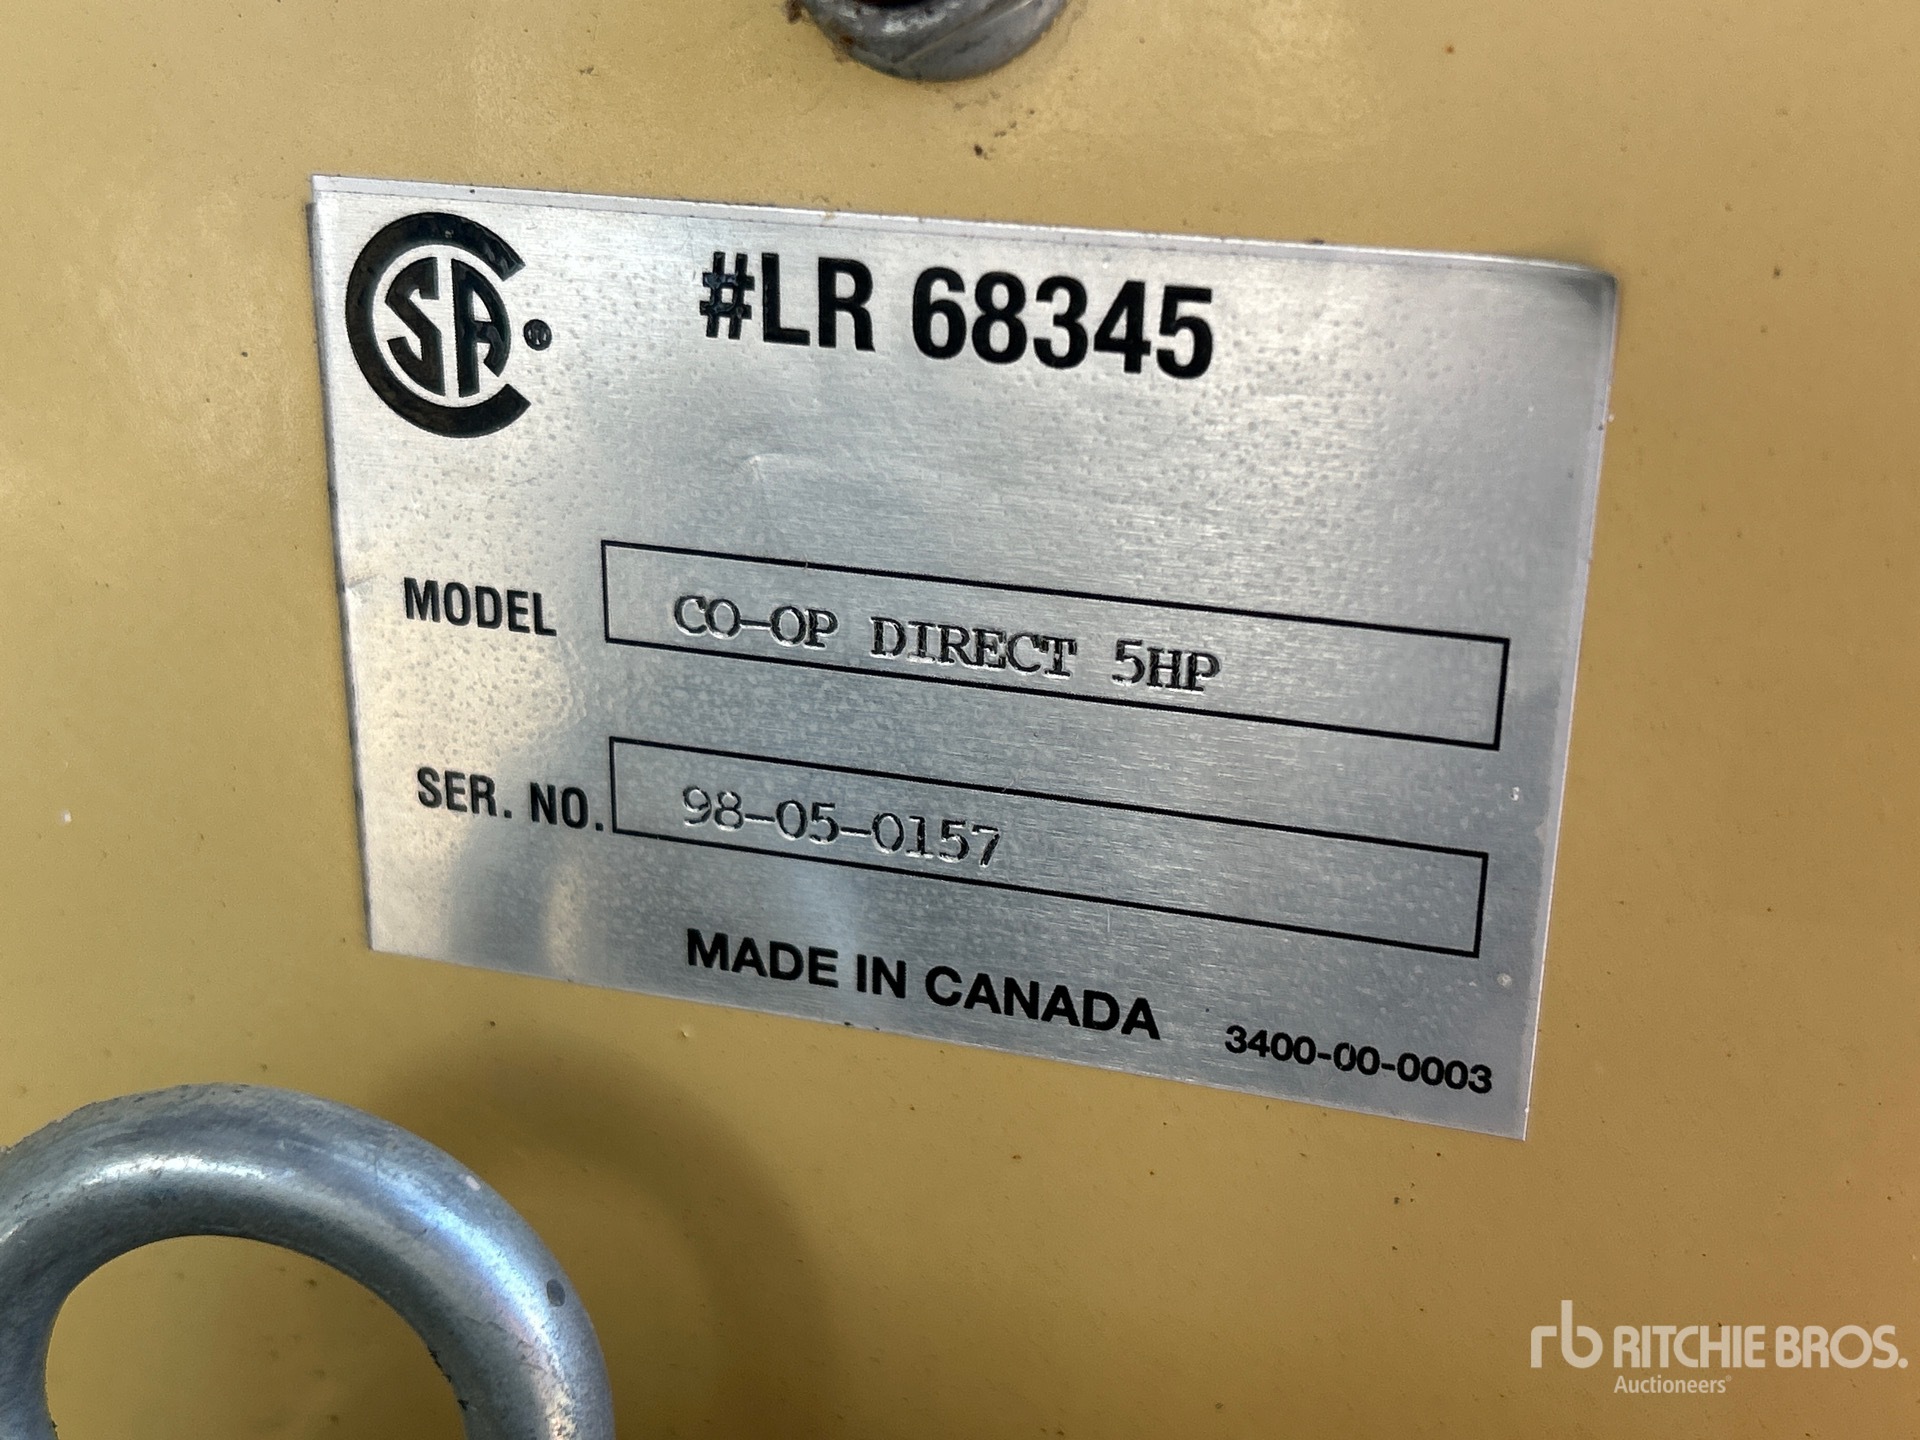 CSA® #LR 68345
MODEL CO-OP DIRECT 5HP
SER. NO. 98-05-0157
MADE IN CANADA
3400-00-0003
rb RITCHIE BROS.
Auctioneers®